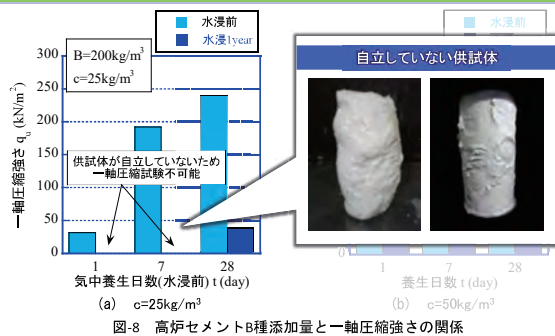 水浸前
水浸1year
B=200kg/m³
c=25kg/m³
一軸圧縮強さ qu (kN/m²)
300
250
200
150
100
50
0
供試体が自立していないため
一軸圧縮試験不可能
1
7
28
気中養生日数(水浸前) t (day)
(a) c=25kg/m³
水浸前
自立していない供試体
0
1
7
28
養生日数 t (day)
(b) c=50kg/m³
図-8 高炉セメントB種添加量と一軸圧縮強さの関係